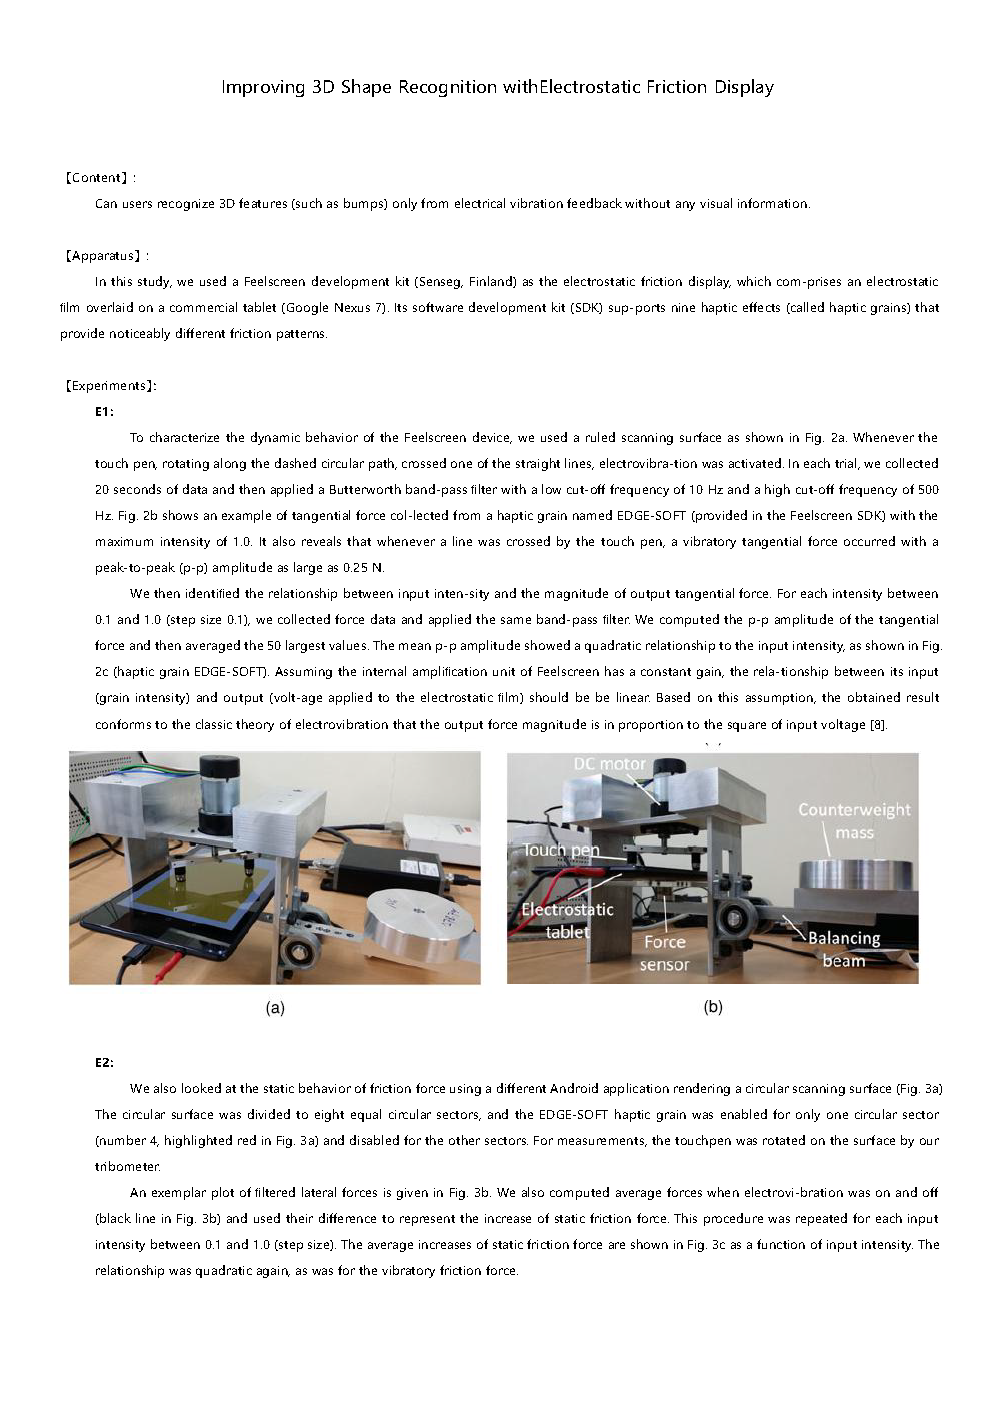 Improving 3D Shape Recognition withElectrostatic Friction Display
【Content】:
Can users recognize 3D features (such as bumps) only from electrical vibration feedback without any visual information.
【Apparatus】:
In this study, we used a Feelscreen development kit (Senseg, Finland) as the electrostatic friction display, which com-prises an electrostatic
film overlaid on a commercial tablet (Google Nexus 7). Its software development kit (SDK) sup-ports nine haptic effects (called haptic grains) that
provide noticeably different friction patterns.
【Experiments】:
E1:
To characterize the dynamic behavior of the Feelscreen device, we used a ruled scanning surface as shown in Fig. 2a. Whenever the
touch pen, rotating along the dashed circular path, crossed one of the straight lines, electrovibra-tion was activated. In each trial, we collected
20 seconds of data and then applied a Butterworth band-pass filter with a low cut-off frequency of 10 Hz and a high cut-off frequency of 500
Hz. Fig. 2b shows an example of tangential force col-lected from a haptic grain named EDGE-SOFT (provided in the Feelscreen SDK) with the
maximum intensity of 1.0. It also reveals that whenever a line was crossed by the touch pen, a vibratory tangential force occurred with a
peak-to-peak (p-p) amplitude as large as 0.25 N.
We then identified the relationship between input inten-sity and the magnitude of output tangential force. For each intensity between
0.1 and 1.0 (step size 0.1), we collected force data and applied the same band-pass filter. We computed the p-p amplitude of the tangential
force and then averaged the 50 largest values. The mean p-p amplitude showed a quadratic relationship to the input intensity, as shown in Fig.
2c (haptic grain EDGE-SOFT). Assuming the internal amplification unit of Feelscreen has a constant gain, the rela-tionship between its input
(grain intensity) and output (volt-age applied to the electrostatic film) should be be linear. Based on this assumption, the obtained result
conforms to the classic theory of electrovibration that the output force magnitude is in proportion to the square of input voltage [8].
DC motor
Counterweight
mass
Touch pen
Electrostatic
tablet
Force
sensor
Balancing
beam
(a)
(b)
E2:
We also looked at the static behavior of friction force using a different Android application rendering a circular scanning surface (Fig. 3a)
The circular surface was divided to eight equal circular sectors, and the EDGE-SOFT haptic grain was enabled for only one circular sector
(number 4, highlighted red in Fig. 3a) and disabled for the other sectors. For measurements, the touchpen was rotated on the surface by our
tribometer.
An exemplar plot of filtered lateral forces is given in Fig. 3b. We also computed average forces when electrovi-bration was on and off
(black line in Fig. 3b) and used their difference to represent the increase of static friction force. This procedure was repeated for each input
intensity between 0.1 and 1.0 (step size). The average increases of static friction force are shown in Fig. 3c as a function of input intensity. The
relationship was quadratic again, as was for the vibratory friction force.